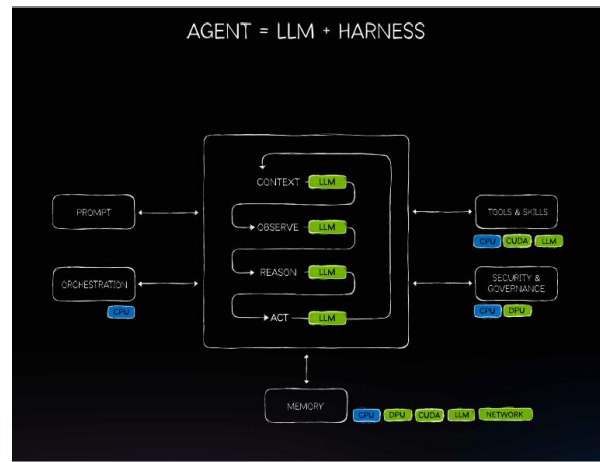 AGENT = LLM + HARNESS
CONTEXT LLM
PROMPT
OBSERVE LLM
TOOLS & SKILLS
CPU CUDA LLM
REASON LLM
ORCHESTRATION
CPU
SECURITY &
GOVERNANCE
CPU DPU
ACT LLM
MEMORY
CPU DPU CUDA LLM NETWORK